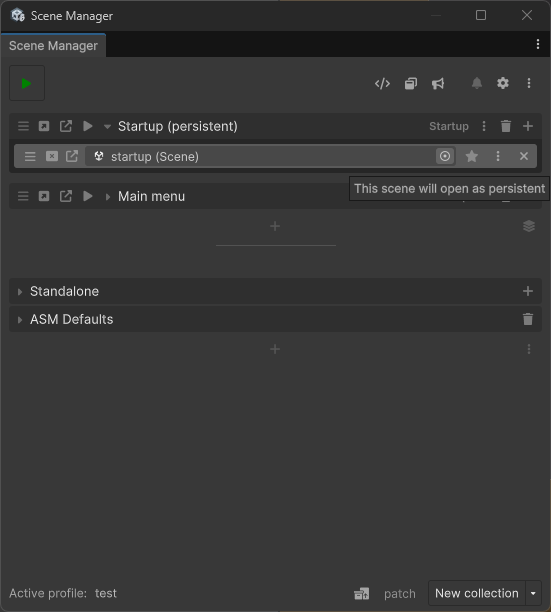 Scene Manager
Scene Manager
Startup (persistent) Startup
startup (Scene)
This scene will open as persistent
Main menu
Standalone
ASM Defaults
Active profile: test patch New collection